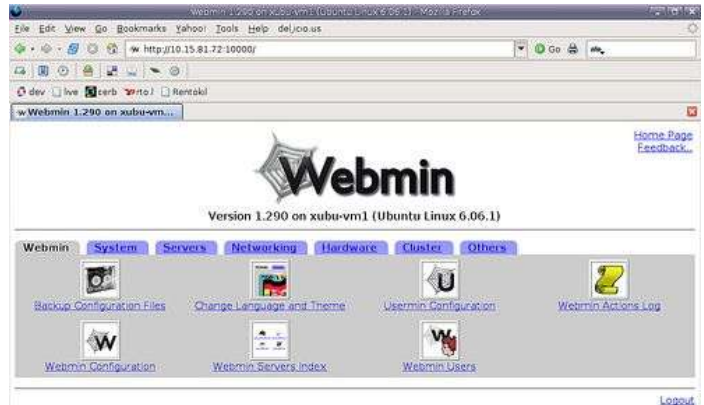 Webmin 1.290 on xubu-vm1 (Ubuntu Linux 6.06.1) - Mozilla Firefox
File Edit View Go Bookmarks Yahoo! Tools Help del.icio.us
http://10.15.81.72:10000/ Go
dev live cerb Rentokil
Webmin 1.290 on xubu-vm...
Home Page
Feedback..
Webmin
Version 1.290 on xubu-vm1 (Ubuntu Linux 6.06.1)
Webmin System Servers Networking Hardware Cluster Others
Backup Configuration Files Change Language and Theme Usermin Configuration Webmin Actions Log
Webmin Configuration Webmin Servers Index Webmin Users
Logout